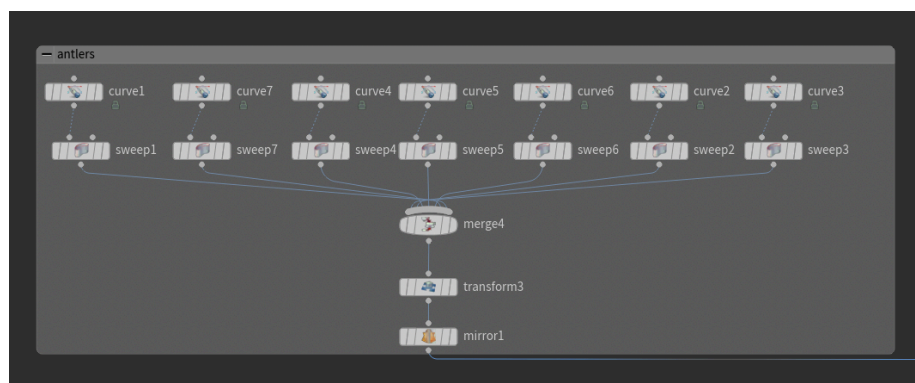 antlers
curve1 curve7 curve4 curve5 curve6 curve2 curve3
sweep1 sweep7 sweep4 sweep5 sweep6 sweep2 sweep3
merge4
transform3
mirror1